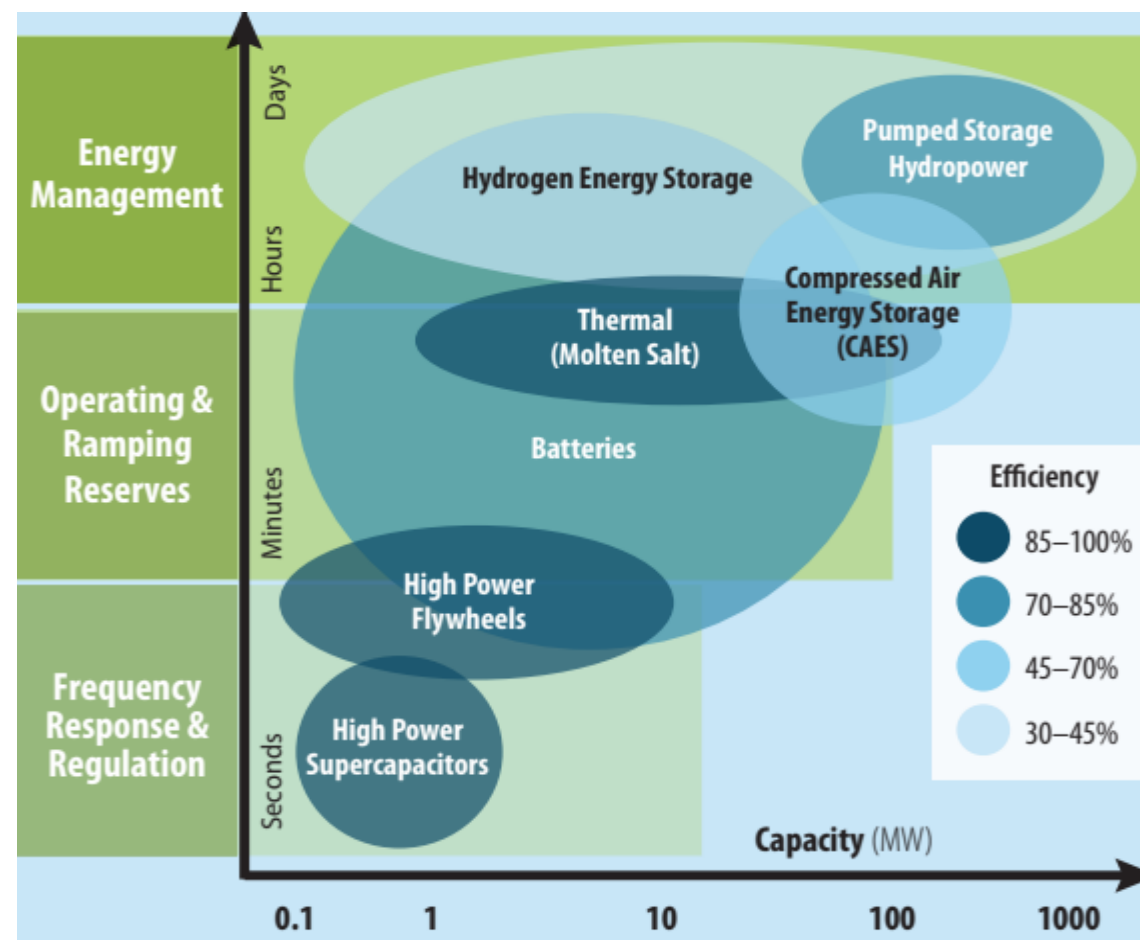 Energy
Management
Operating &
Ramping
Reserves
Frequency
Response &
Regulation
Days
Hours
Minutes
Seconds
Hydrogen Energy Storage
Pumped Storage
Hydropower
Compressed Air
Energy Storage
(CAES)
Thermal
(Molten Salt)
Batteries
High Power
Flywheels
High Power
Supercapacitors
Efficiency
85–100%
70–85%
45–70%
30–45%
Capacity (MW)
0.1 1 10 100 1000